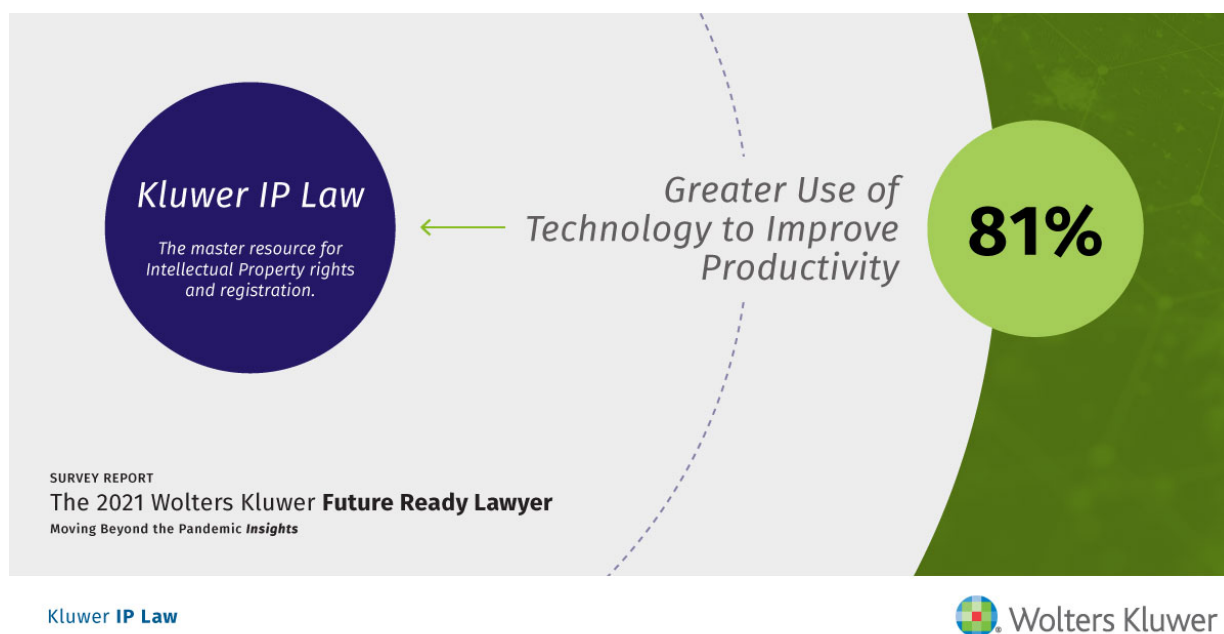 Kluwer IP Law
The master resource for
Intellectual Property rights
and registration.
Greater Use of
Technology to Improve
Productivity
81%
SURVEY REPORT
The 2021 Wolters Kluwer Future Ready Lawyer
Moving Beyond the Pandemic Insights
Kluwer IP Law
Wolters Kluwer